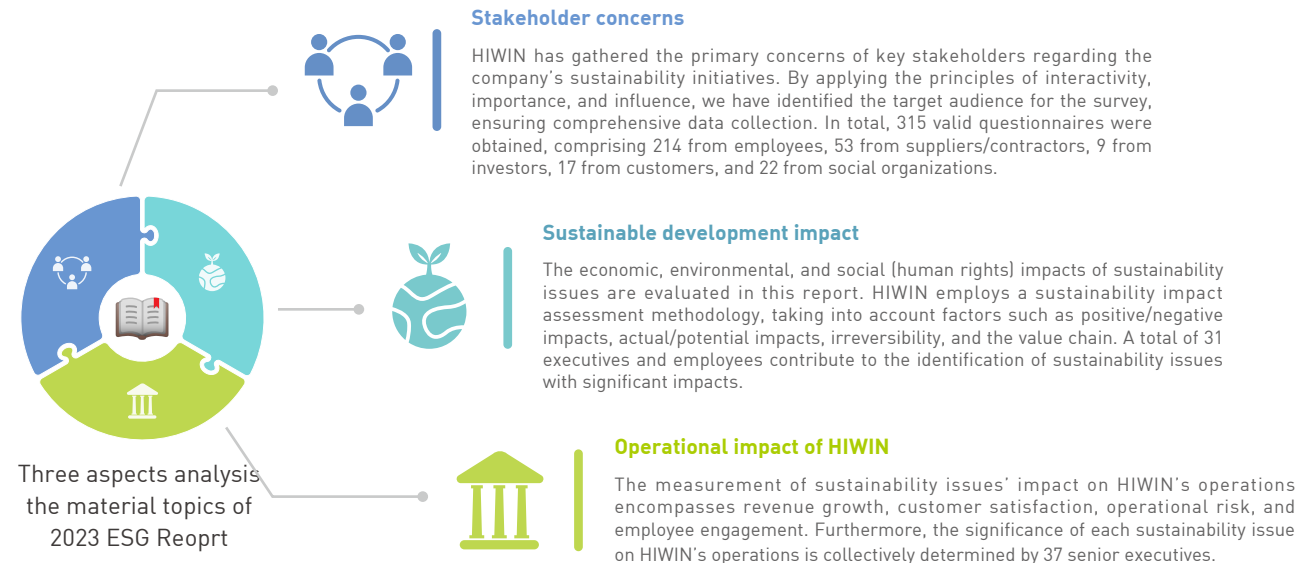 Stakeholder concerns
HIWIN has gathered the primary concerns of key stakeholders regarding the
company's sustainability initiatives. By applying the principles of interactivity,
importance, and influence, we have identified the target audience for the survey,
ensuring comprehensive data collection. In total, 315 valid questionnaires were
obtained, comprising 214 from employees, 53 from suppliers/contractors, 9 from
investors, 17 from customers, and 22 from social organizations.
Sustainable development impact
The economic, environmental, and social (human rights) impacts of sustainability
issues are evaluated in this report. HIWIN employs a sustainability impact
assessment methodology, taking into account factors such as positive/negative
impacts, actual/potential impacts, irreversibility, and the value chain. A total of 31
executives and employees contribute to the identification of sustainability issues
with significant impacts.
Operational impact of HIWIN
The measurement of sustainability issues' impact on HIWIN's operations
encompasses revenue growth, customer satisfaction, operational risk, and
employee engagement. Furthermore, the significance of each sustainability issue
on HIWIN's operations is collectively determined by 37 senior executives.
Three aspects analysis
the material topics of
2023 ESG Reoprt